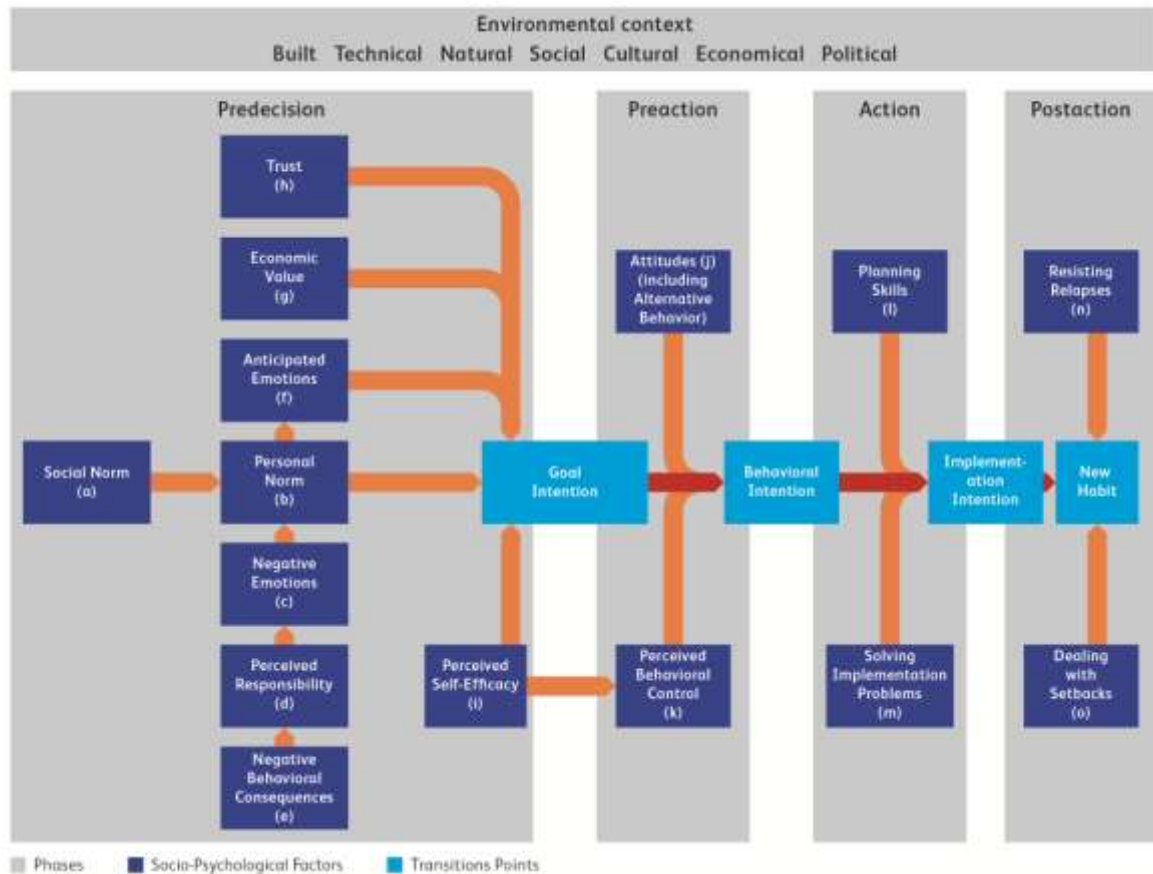 Environmental context
Built Technical Natural Social Cultural Economical Political
Predecision
Preaction
Action
Postaction
Trust
(h)
Economic
Value
(g)
Anticipated
Emotions
(f)
Social Norm
(a)
Personal
Norm
(b)
Negative
Emotions
(c)
Perceived
Responsibility
(d)
Negative
Behavioral
Consequences
(e)
Perceived
Self-Efficacy
(i)
Goal
Intention
Attitudes (j)
(including
Alternative
Behavior)
Perceived
Behavioral
Control
(k)
Behavioral
Intention
Planning
Skills
(l)
Solving
Implementation
Problems
(m)
Implement-
ation
Intention
Resisting
Relapses
(n)
New
Habit
Dealing
with
Setbacks
(o)
Phases
Socio-Psychological Factors
Transitions Points